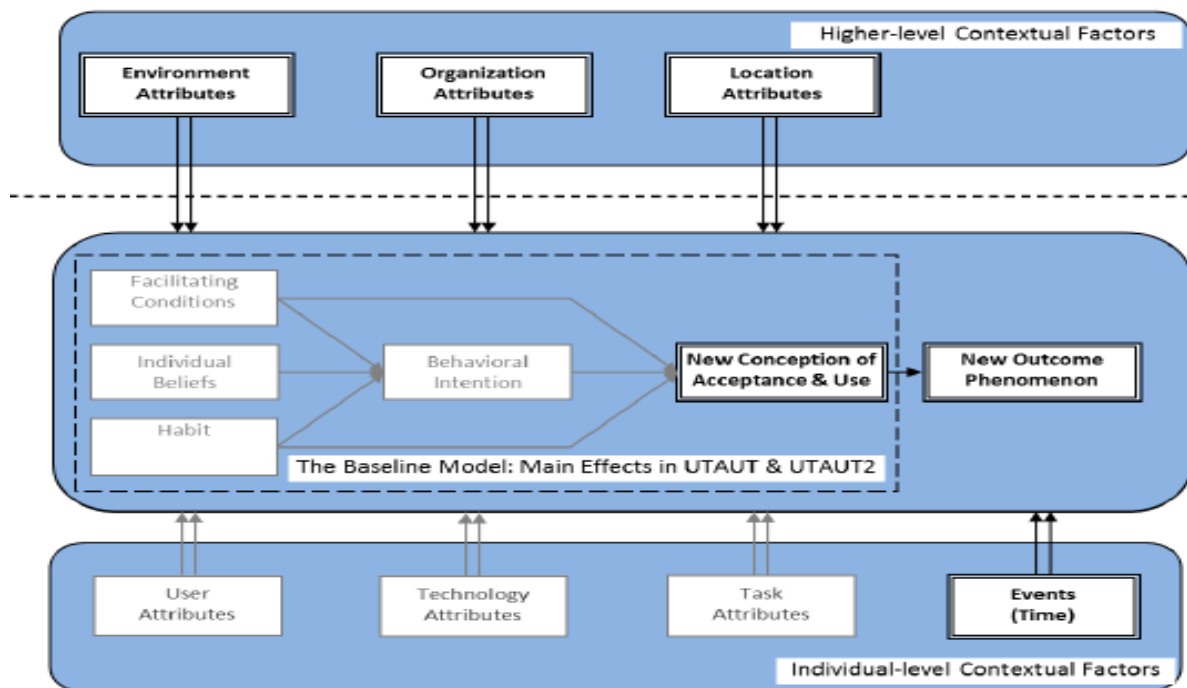 Higher-level Contextual Factors
Environment
Attributes
Organization
Attributes
Location
Attributes
Facilitating
Conditions
Individual
Beliefs
Habit
Behavioral
Intention
New Conception of
Acceptance & Use
New Outcome
Phenomenon
The Baseline Model: Main Effects in UTAUT & UTAUT2
User
Attributes
Technology
Attributes
Task
Attributes
Events
(Time)
Individual-level Contextual Factors